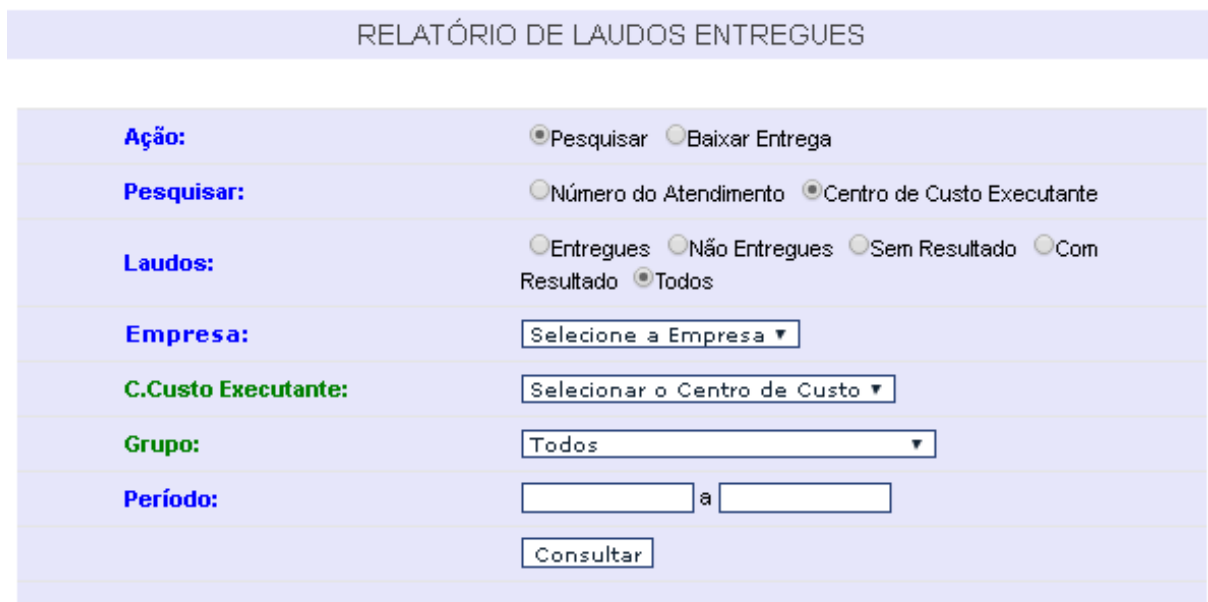 RELATÓRIO DE LAUDOS ENTREGUES
Ação: Pesquisar Baixar Entrega
Pesquisar: Número do Atendimento Centro de Custo Executante
Laudos: Entregues Não Entregues Sem Resultado Com
Resultado Todos
Empresa: Selecione a Empresa
C.Custo Executante: Selecionar o Centro de Custo
Grupo: Todos
Período: a
Consultar